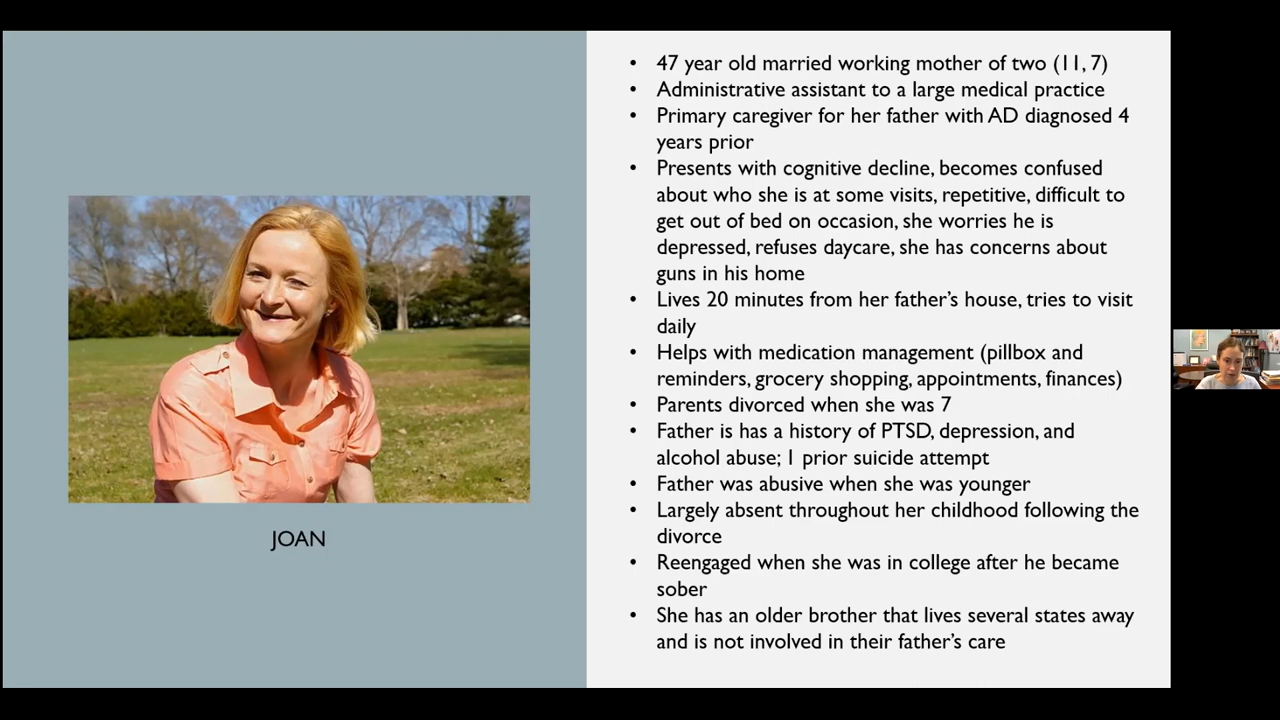 47 year old married working mother of two (11, 7)
Administrative assistant to a large medical practice
Primary caregiver for her father with AD diagnosed 4
years prior
Presents with cognitive decline, becomes confused
about who she is at some visits, repetitive, difficult to
get out of bed on occasion, she worries he is
depressed, refuses daycare, she has concerns about
guns in his home
Lives 20 minutes from her father's house, tries to visit
daily
Helps with medication management (pillbox and
reminders, grocery shopping, appointments, finances)
Parents divorced when she was 7
Father is has a history of PTSD, depression, and
alcohol abuse; 1 prior suicide attempt
Father was abusive when she was younger
Largely absent throughout her childhood following the
divorce
Reengaged when she was in college after he became
sober
She has an older brother that lives several states away
and is not involved in their father's care
JOAN